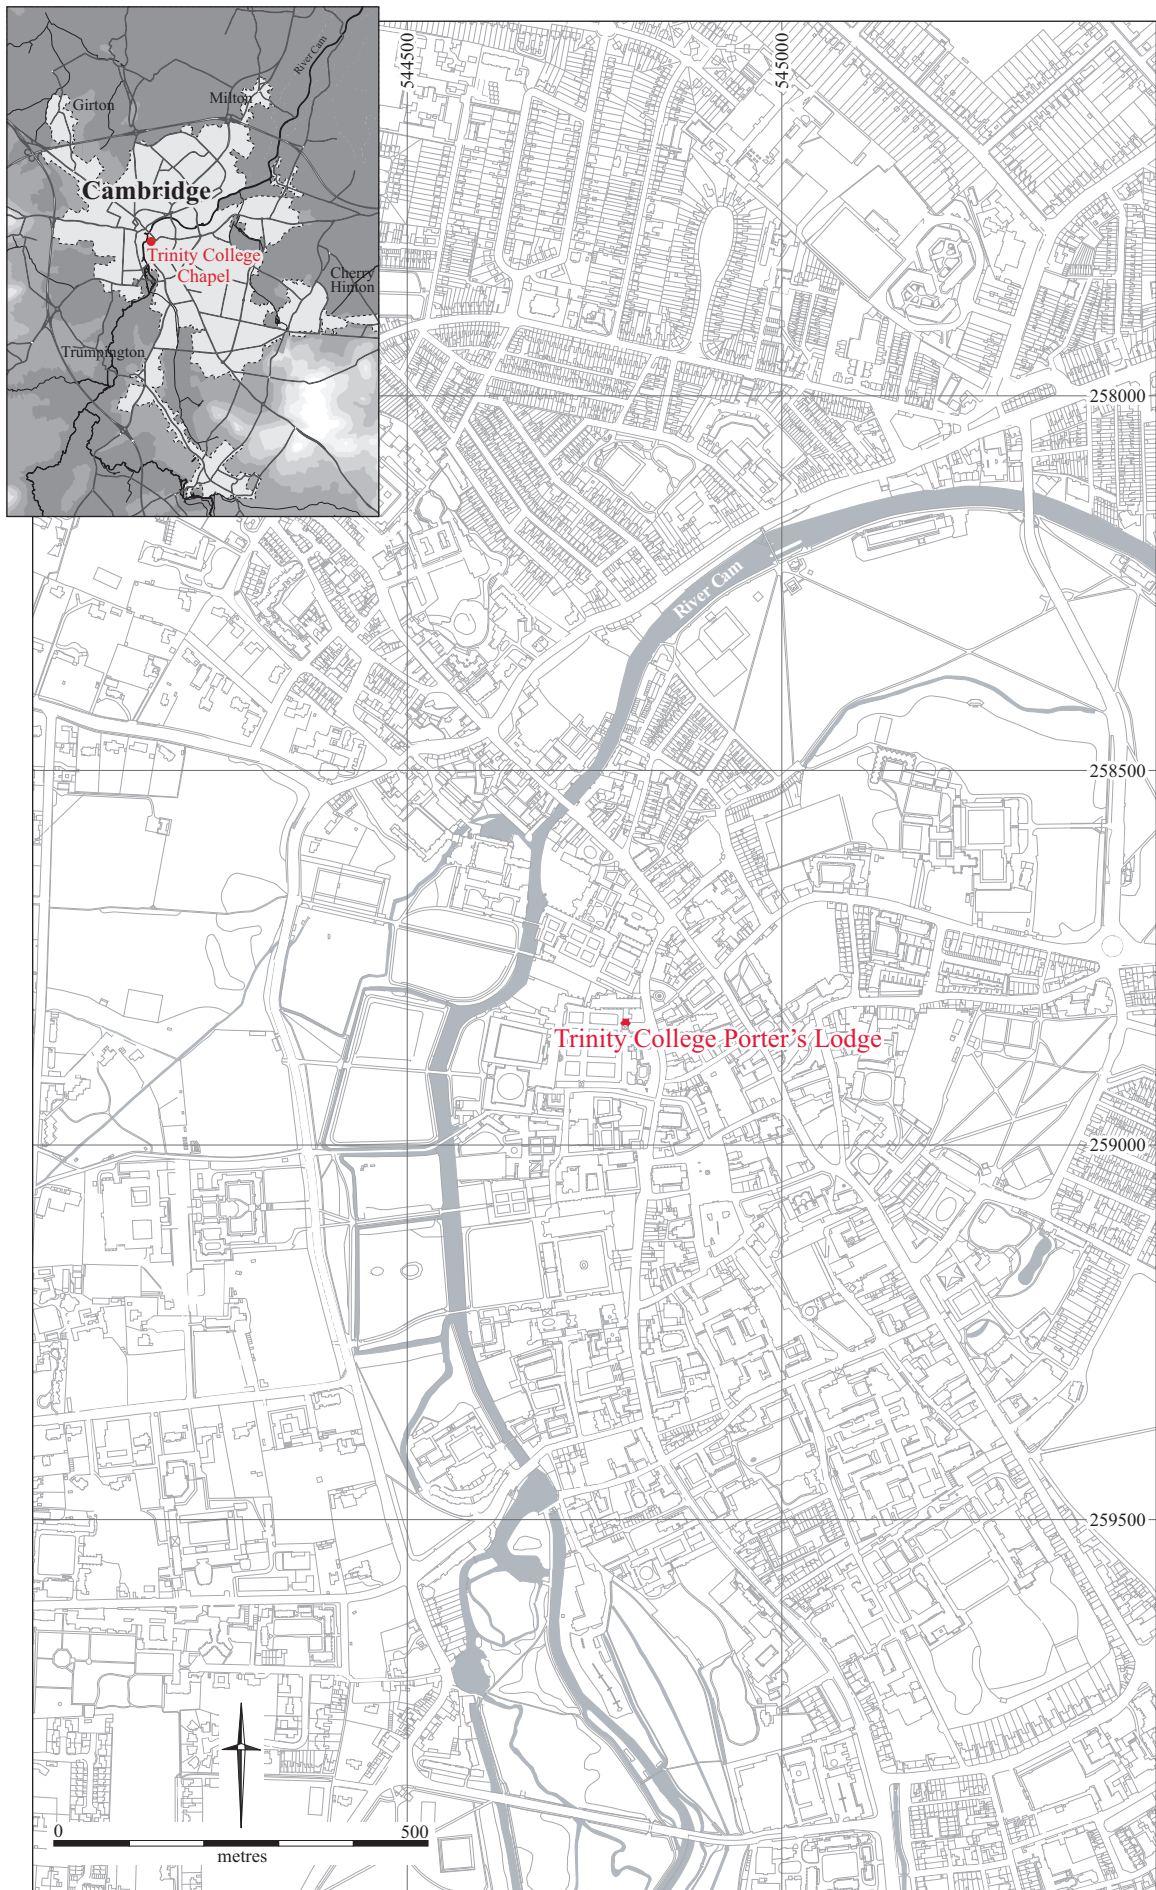 River Cam
Girton
Milton
Cambridge
Trinity College
Chapel
Cherry
Hinton
Trumpington
544500
545000
258000
River Cam
258500
Trinity College Porter's Lodge
259000
259500
0
500
metres